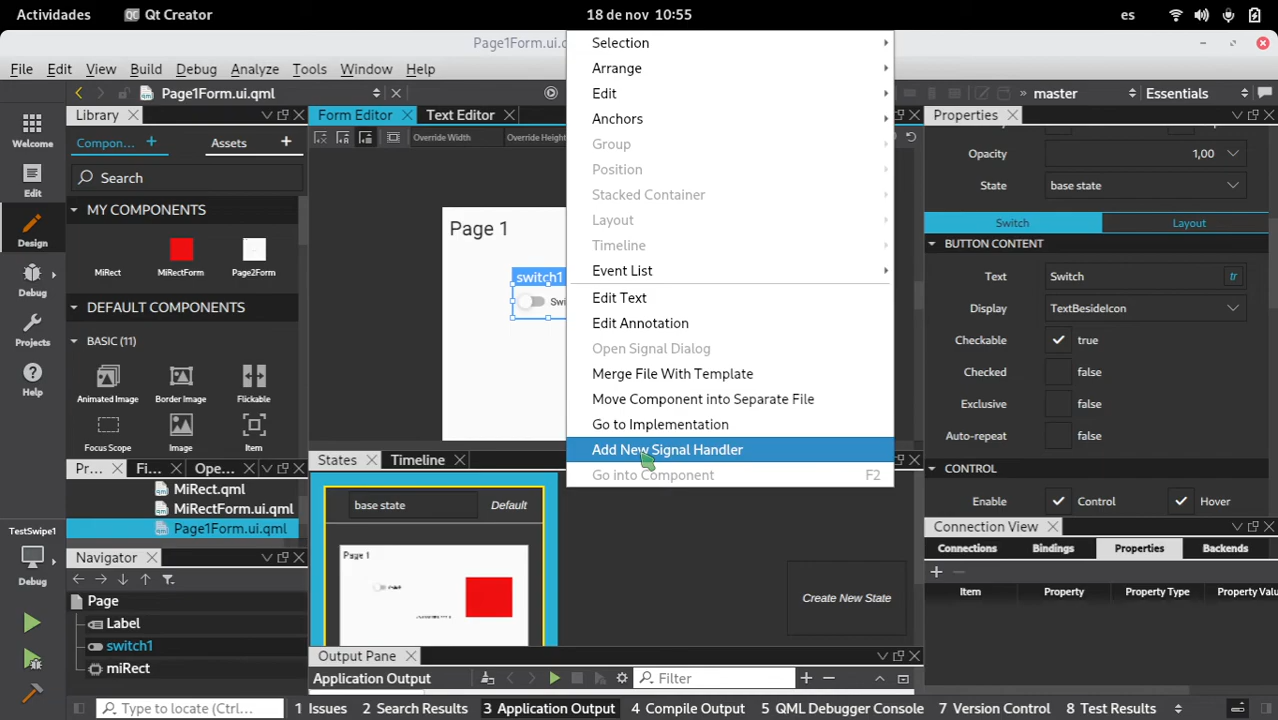 Actividades
Qt Creator
18 de nov 10:55
es
Page1Form.ui.q
File Edit View Build Debug Analyze Tools Window Help
Page1Form.ui.qml
master
Essentials
Library
Form Editor
Text Editor
Properties
Compon...
Assets
Override Width
Override Height
Search
MY COMPONENTS
MiRect
MiRectForm
Page2Form
DEFAULT COMPONENTS
BASIC (11)
Animated Image
Border Image
Flickable
Focus Scope
Image
Item
Welcome
Edit
Design
Debug
Projects
Help
TestSwipe1
Debug
Page 1
switch1
Swi
Selection
Arrange
Edit
Anchors
Group
Position
Stacked Container
Layout
Timeline
Event List
Edit Text
Edit Annotation
Open Signal Dialog
Merge File With Template
Move Component into Separate File
Go to Implementation
Add New Signal Handler
Go into Component F2
Opacity 1,00
State base state
Switch Layout
BUTTON CONTENT
Text Switch tr
Display TextBesideIcon
Checkable true
Checked false
Exclusive false
Auto-repeat false
CONTROL
Enable Control Hover
Connection View
Connections Bindings Properties Backends
Item Property Property Type Property Valu
Pr... Fi... Ope...
MiRect.qml
MiRectForm.ui.qml
Page1Form.ui.qml
Navigator
Page
Label
switch1
miRect
States
Timeline
base state
Default
Page 1
Create New State
Output Pane
Application Output
Filter
Type to locate (Ctrl...
1 Issues
2 Search Results
3 Application Output
4 Compile Output
5 QML Debugger Console
7 Version Control
8 Test Results